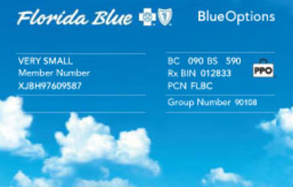 Florida Blue BlueOptions
VERY SMALL
Member Number
XJBH97609587
BC 090 BS 590
Rx BIN 012833
PCN FLBC
PPO
Group Number 90108